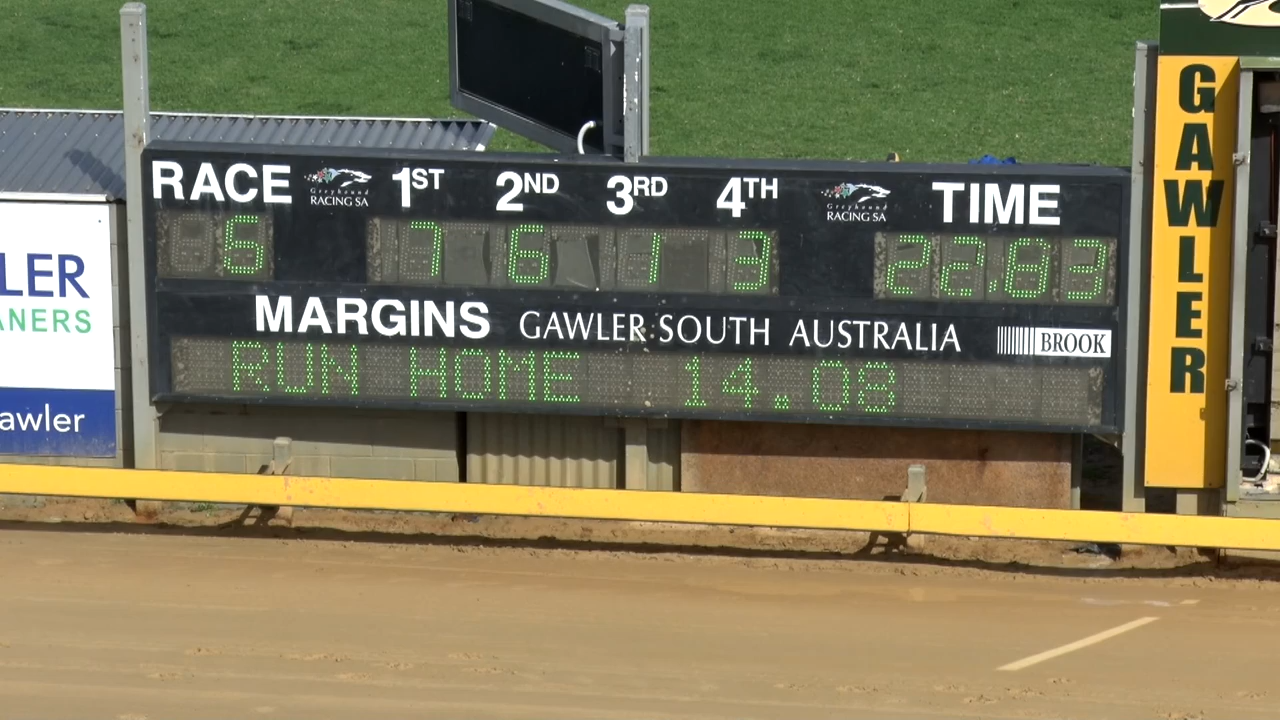 RACE
Greyhound
RACING SA
1ST 2ND 3RD 4TH
Greyhound
RACING SA
TIME
6 7 6 1 3 22.83
MARGINS GAWLER SOUTH AUSTRALIA BROOK
RUN HOME 14.08
GAWLER
LER
ANERS
awler